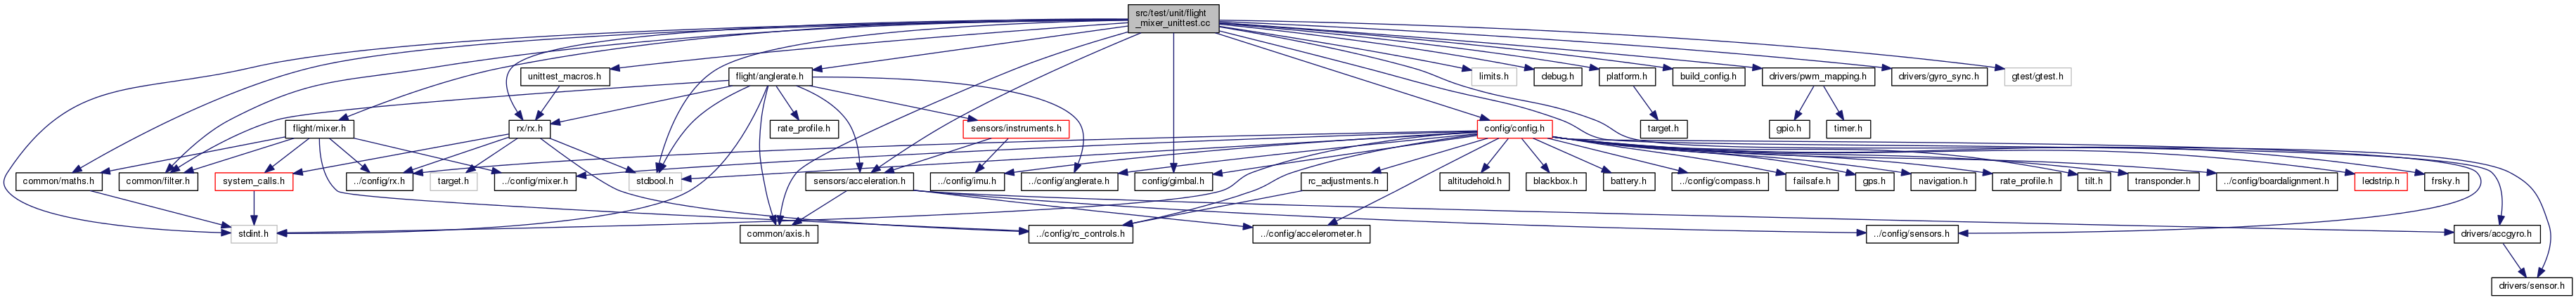 src/test/unit/flight
_mixer_unittest.cc
unittest_macros.h
flight/anglerate.h
limits.h
debug.h
platform.h
build_config.h
drivers/pwm_mapping.h
drivers/gyro_sync.h
gtest/gtest.h
flight/mixer.h
rx/rx.h
rate_profile.h
sensors/instruments.h
config/config.h
target.h
gpio.h
timer.h
common/maths.h
common/filter.h
system_calls.h
../config/rx.h
target.h
../config/mixer.h
stdbool.h
sensors/acceleration.h
../config/imu.h
../config/anglerate.h
config/gimbal.h
rc_adjustments.h
altitudehold.h
blackbox.h
battery.h
../config/compass.h
failsafe.h
gps.h
navigation.h
rate_profile.h
tilt.h
transponder.h
../config/boardalignment.h
ledstrip.h
frsky.h
stdint.h
common/axis.h
../config/rc_controls.h
../config/accelerometer.h
../config/sensors.h
drivers/accgyro.h
drivers/sensor.h